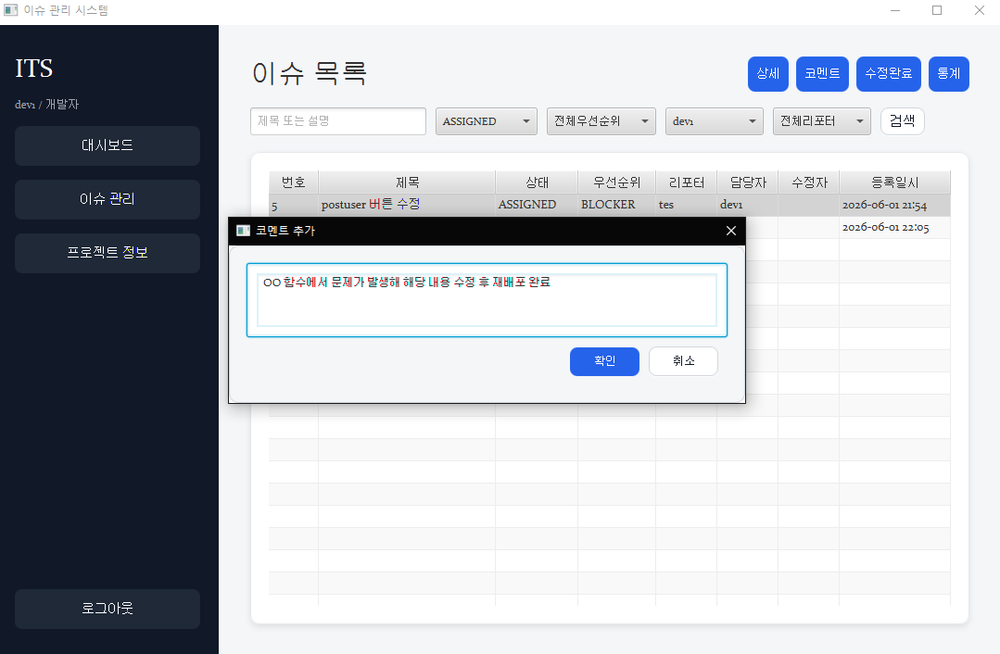 이슈 관리 시스템
ITS
dev1 / 개발자
대시보드
이슈 관리
프로젝트 정보
로그아웃
이슈 목록
상세 코멘트 수정완료 통계
제목 또는 설명 ASSIGNED 전체우선순위 dev1 전체리포터 검색
번호 제목 상태 우선순위 리포터 담당자 수정자 등록일시
5 postuser 버튼 수정 ASSIGNED BLOCKER tes dev1 2026-06-01 21:54
2026-06-01 22:05
코멘트 추가
OO 함수에서 문제가 발생해 해당 내용 수정 후 재배포 완료
확인 취소